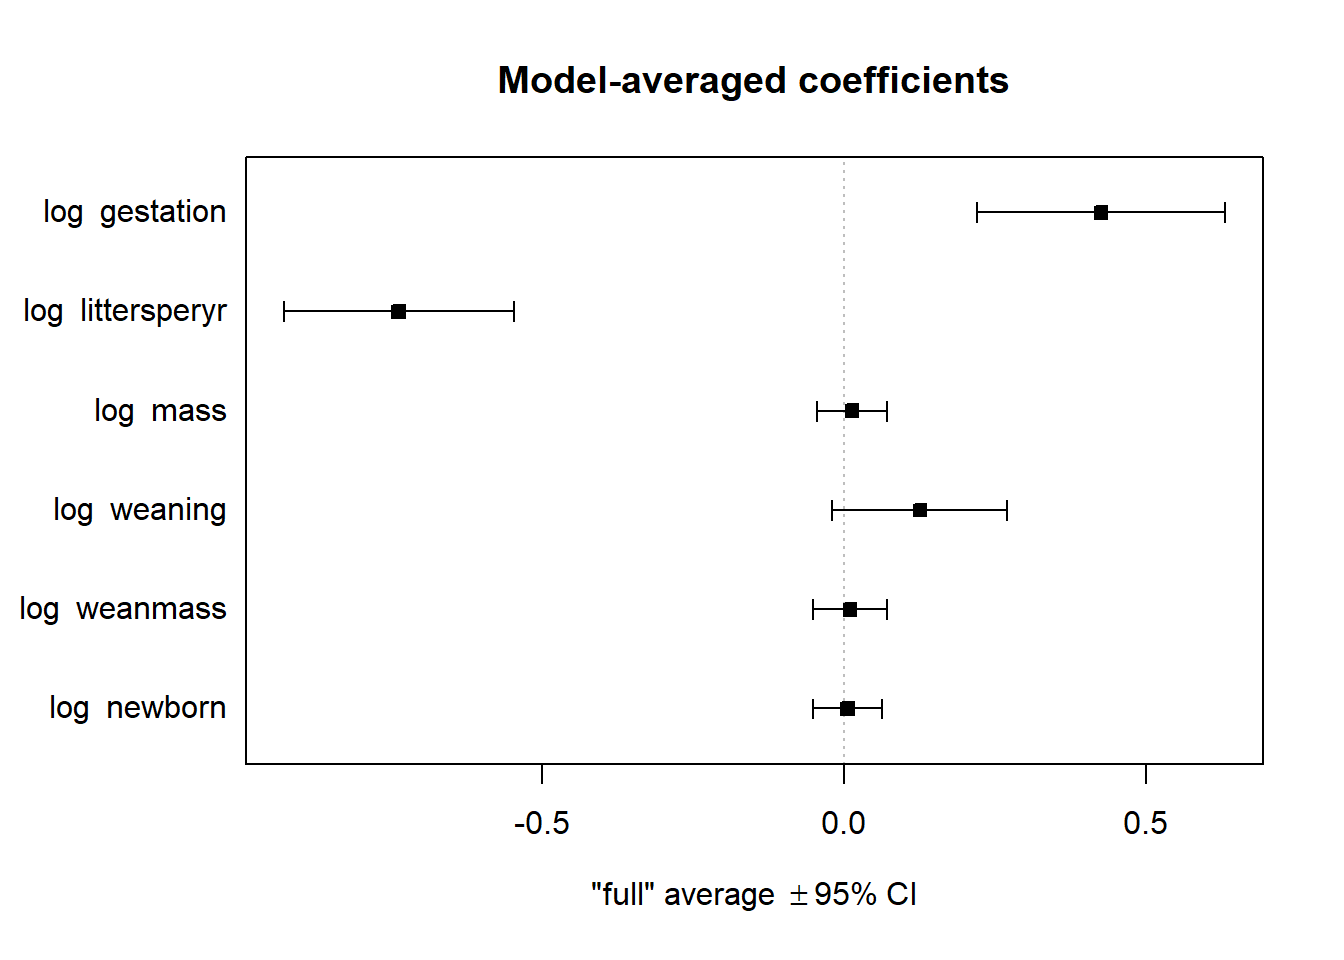 Model-averaged coefficients
log gestation
log littersperyr
log mass
log weaning
log weanmass
log newborn
-0.5 0.0 0.5
"full" average ±95% CI